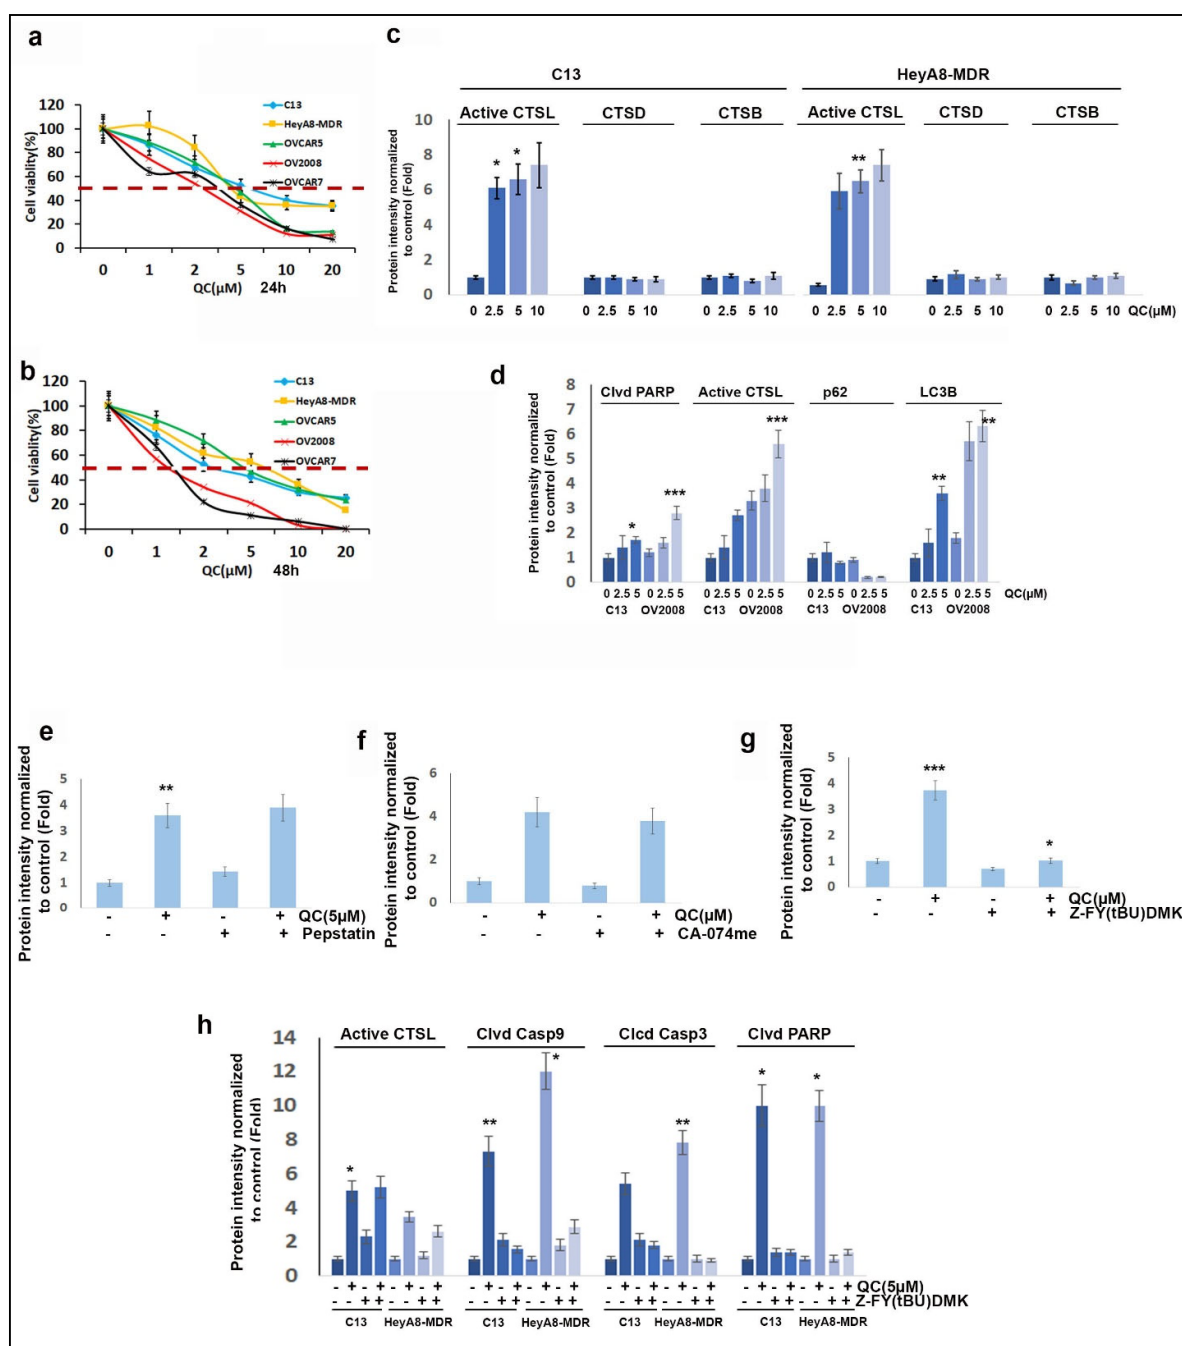 a
120
100
80
60
40
20
0
Cell viablity(%)
C13
HeyA8-MDR
OVCAR5
OV2008
OVCAR7
0 1 2 5 10 20
QC(µM) 24h
b
120
100
80
60
40
20
0
Cell viablity(%)
C13
HeyA8-MDR
OVCAR5
OV2008
OVCAR7
0 1 2 5 10 20
QC(µM) 48h
c
C13 HeyA8-MDR
Active CTSL CTSD CTSB Active CTSL CTSD CTSB
10
8
6
4
2
0
Protein intensity normalized
to control (Fold)
* * **
0 2.5 5 10 0 2.5 5 10 0 2.5 5 10 0 2.5 5 10 0 2.5 5 10 0 2.5 5 10 QC(µM)
d
Clvd PARP Active CTSL p62 LC3B
8
7
6
5
4
3
2
1
0
Protein intensity normalized
to control (Fold)
* *** *** ** **
0 2.5 5 0 2.5 5 0 2.5 5 0 2.5 5 0 2.5 5 0 2.5 5 0 2.5 5 0 2.5 5 QC(µM)
C13 OV2008 C13 OV2008 C13 OV2008 C13 OV2008
e
5
4
3
2
1
0
Protein intensity normalized
to control (Fold)
**
- + - + QC(5µM)
- - + + Pepstatin
f
6
4
2
0
Protein intensity normalized
to control (Fold)
- + - + QC(µM)
- - + + CA-074me
g
5
4
3
2
1
0
Protein intensity normalized
to control (Fold)
*** *
- + - + QC(µM)
- - + + Z-FY(tBU)DMK
h
Active CTSL Clvd Casp9 Clcd Casp3 Clvd PARP
14
12
10
8
6
4
2
0
Protein intensity normalized
to control (Fold)
* ** * ** * *
- + - + - + - + - + - + - + - + - + - + - + - + - + - + - + - + QC(5µM)
- - + + - - + + - - + + - - + + - - + + - - + + - - + + - - + + Z-FY(tBU)DMK
C13 HeyA8-MDR C13 HeyA8-MDR C13 HeyA8-MDR C13 HeyA8-MDR